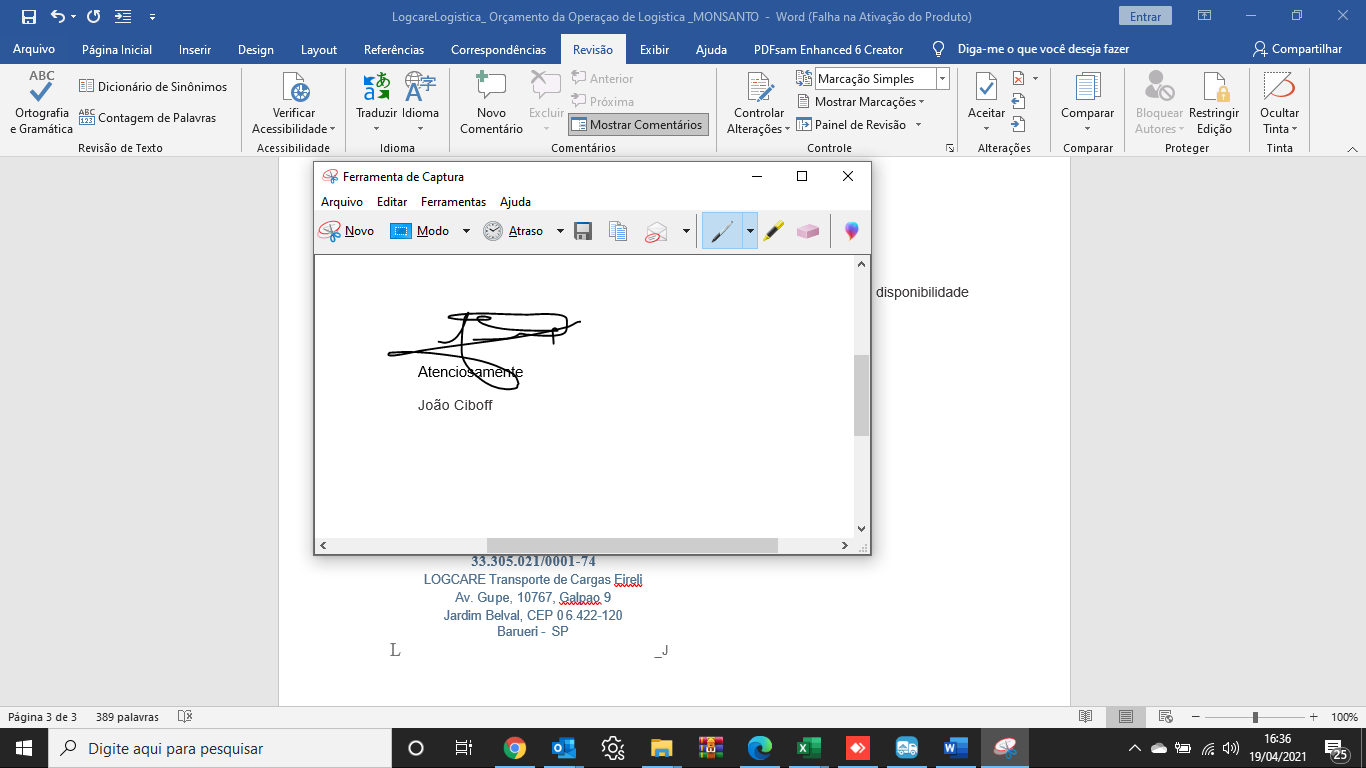 LogcareLogistica_ Orçamento da Operaçao de Logistica _MONSANTO - Word (Falha na Ativação do Produto)
Entrar
Arquivo Página Inicial Inserir Design Layout Referências Correspondências Revisão Exibir Ajuda PDFsam Enhanced 6 Creator Diga-me o que você deseja fazer Compartilhar
ABC Ortografia e Gramática
Dicionário de Sinônimos
ABC 123 Contagem de Palavras
Revisão de Texto
Verificar Acessibilidade
Acessibilidade
Traduzir
Idioma
Idioma
Novo Comentário
Excluir
Anterior
Próxima
Mostrar Comentários
Comentários
Controlar Alterações
Marcação Simples
Mostrar Marcações
Painel de Revisão
Controle
Aceitar
Alterações
Comparar
Comparar
Bloquear Autores
Restringir Edição
Proteger
Ocultar Tinta
Tinta
Ferramenta de Captura
Arquivo Editar Ferramentas Ajuda
Novo Modo Atraso
disponibilidade
Atenciosamente
João Ciboff
33.305.021/0001-74
LOGCARE Transporte de Cargas Eireli
Av. Gupe, 10767, Galpao 9
Jardim Belval, CEP 06.422-120
Barueri - SP
L _J
Página 3 de 3 389 palavras 100%
Digite aqui para pesquisar
16:36
19/04/2021
25